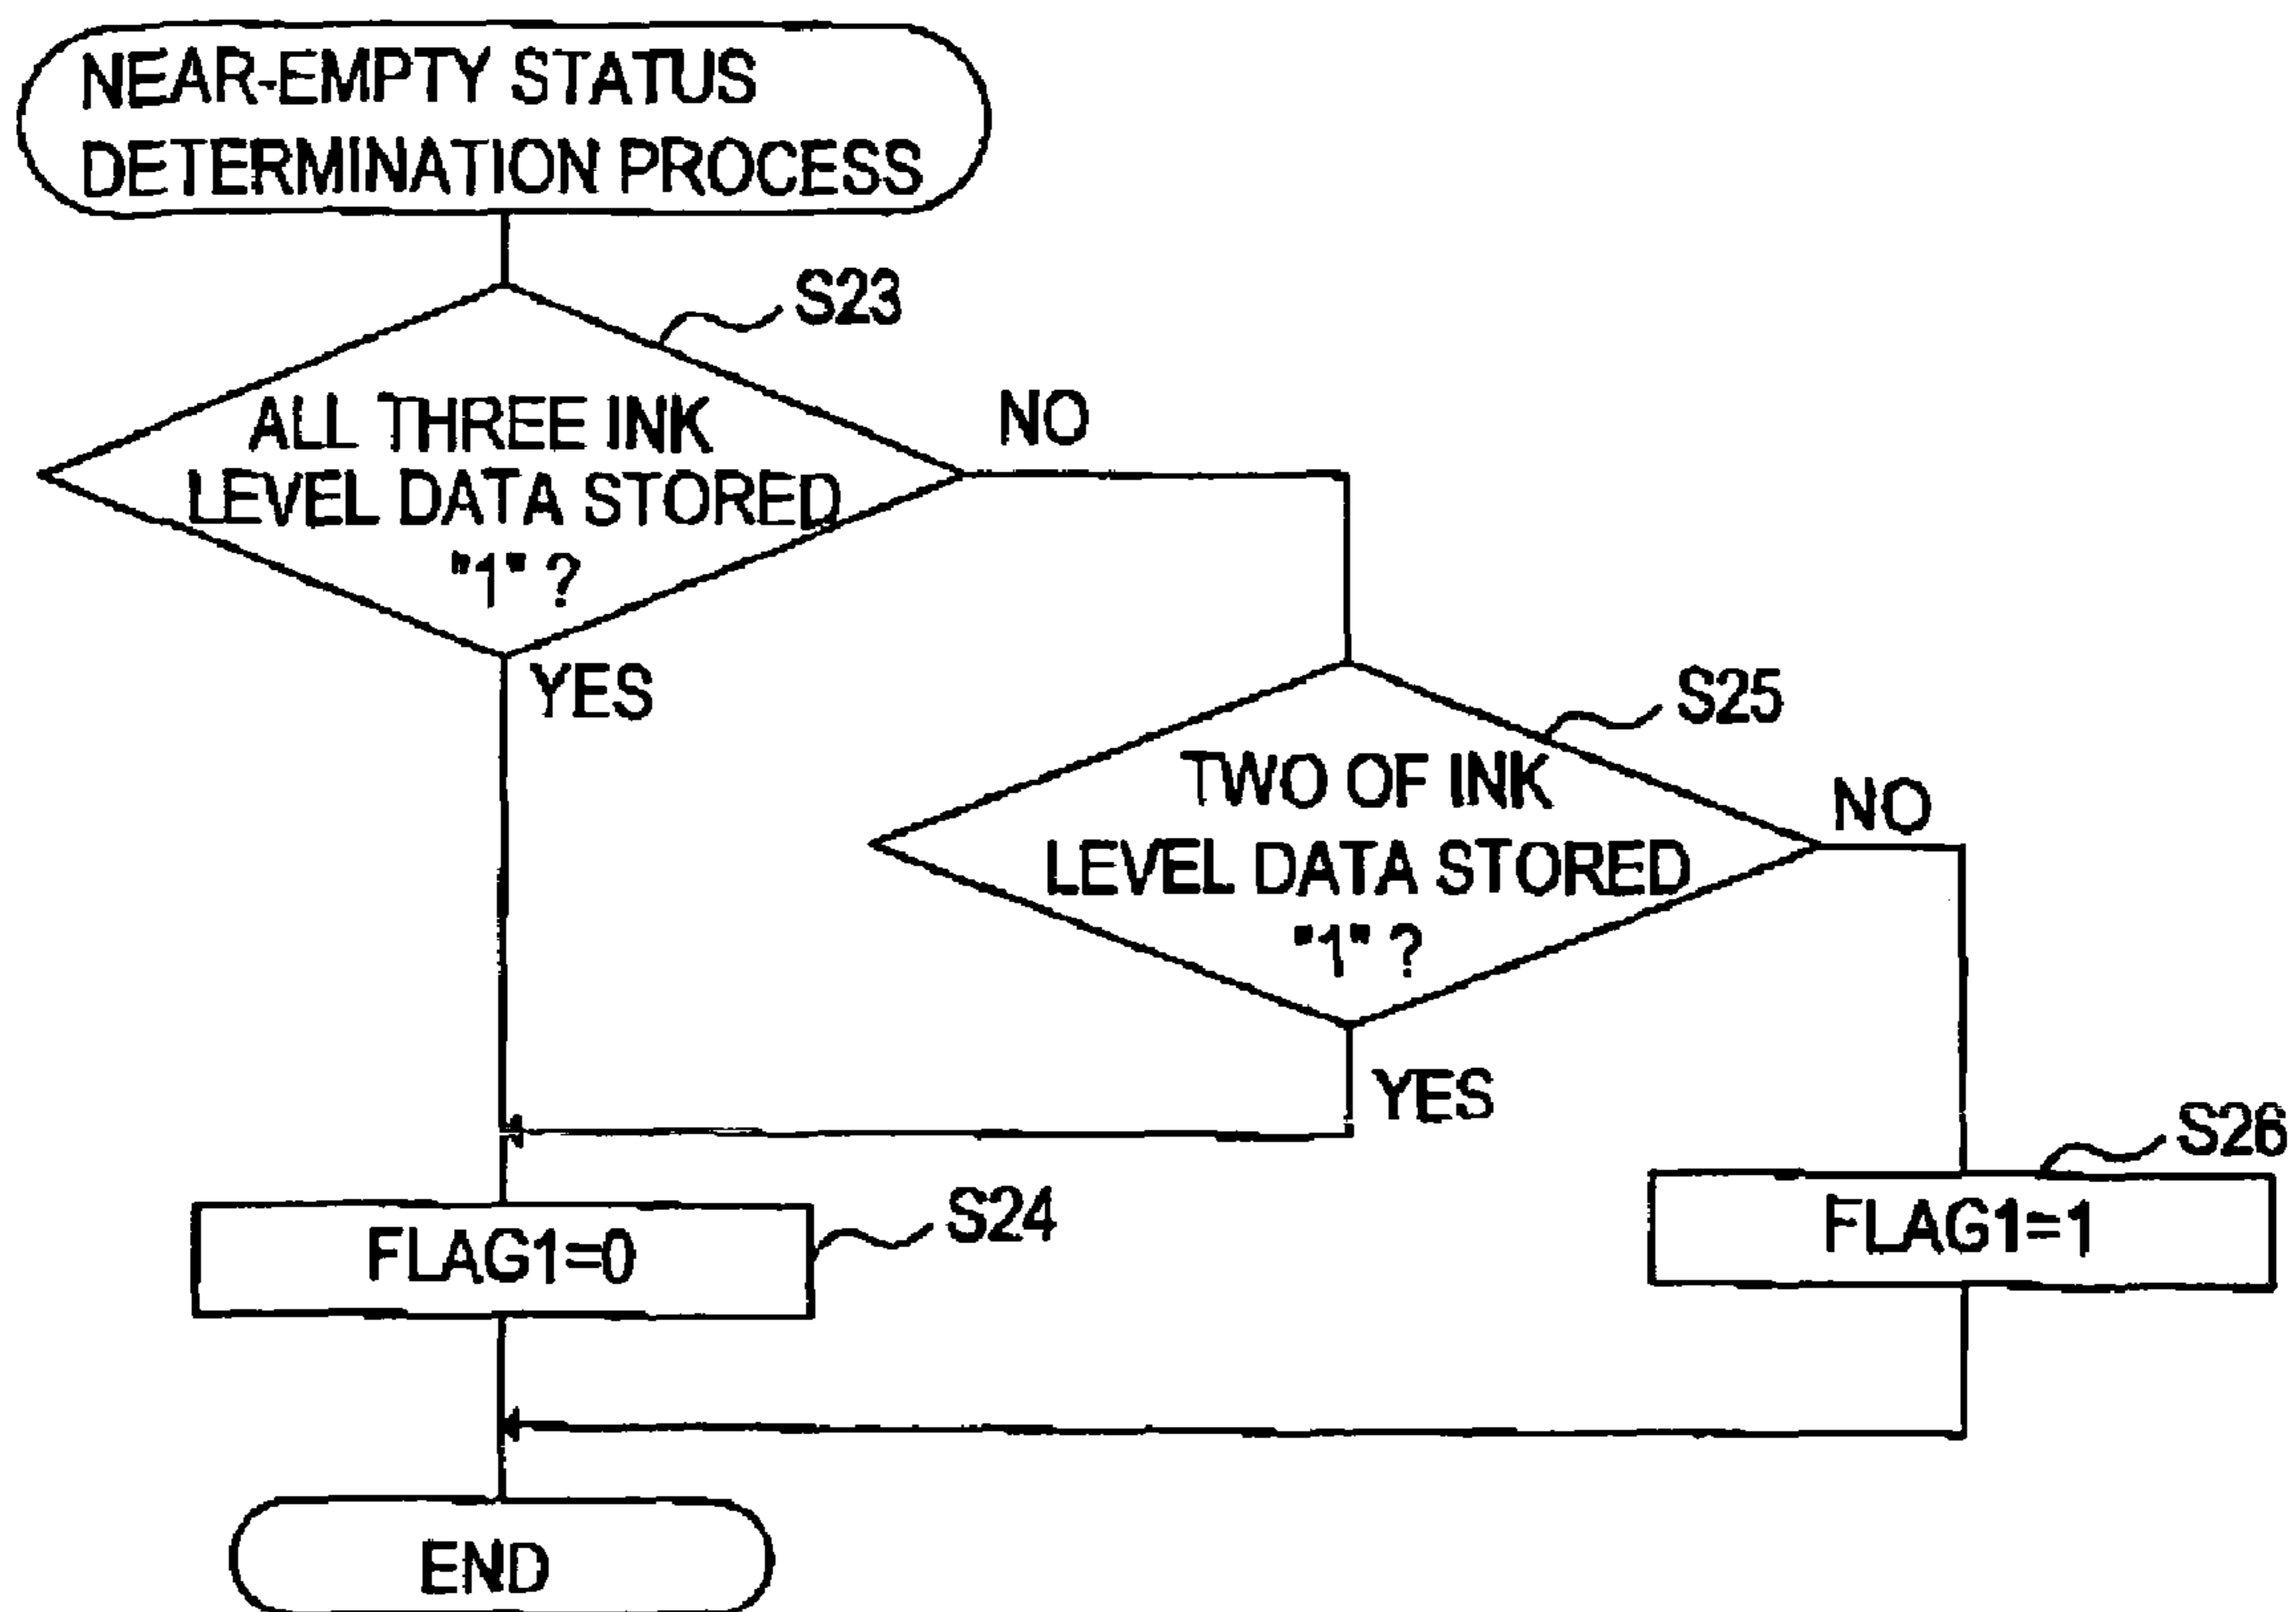 NEAR-EMPTY STATUS
DETERMINATION PROCESS
S23
ALL THREE INK
LEVEL DATA STORED
"1" ?
NO
YES
S25
TWO OF INK
LEVEL DATA STORED
"1" ?
NO
YES
S24
FLAG1=0
S26
FLAG1=1
END